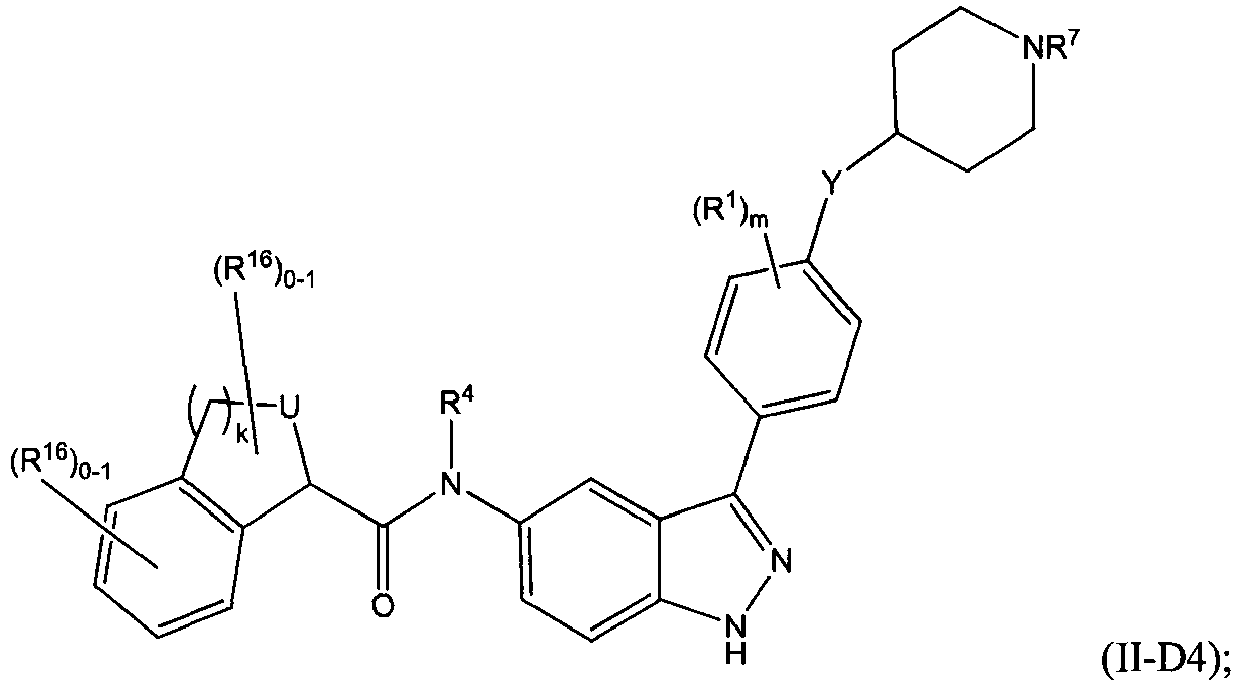 NR⁷
Y
(R¹)m
(R¹⁶)0-1
U
( )k
R⁴
(R¹⁶)0-1
N
N
O
N
H
(II-D4);